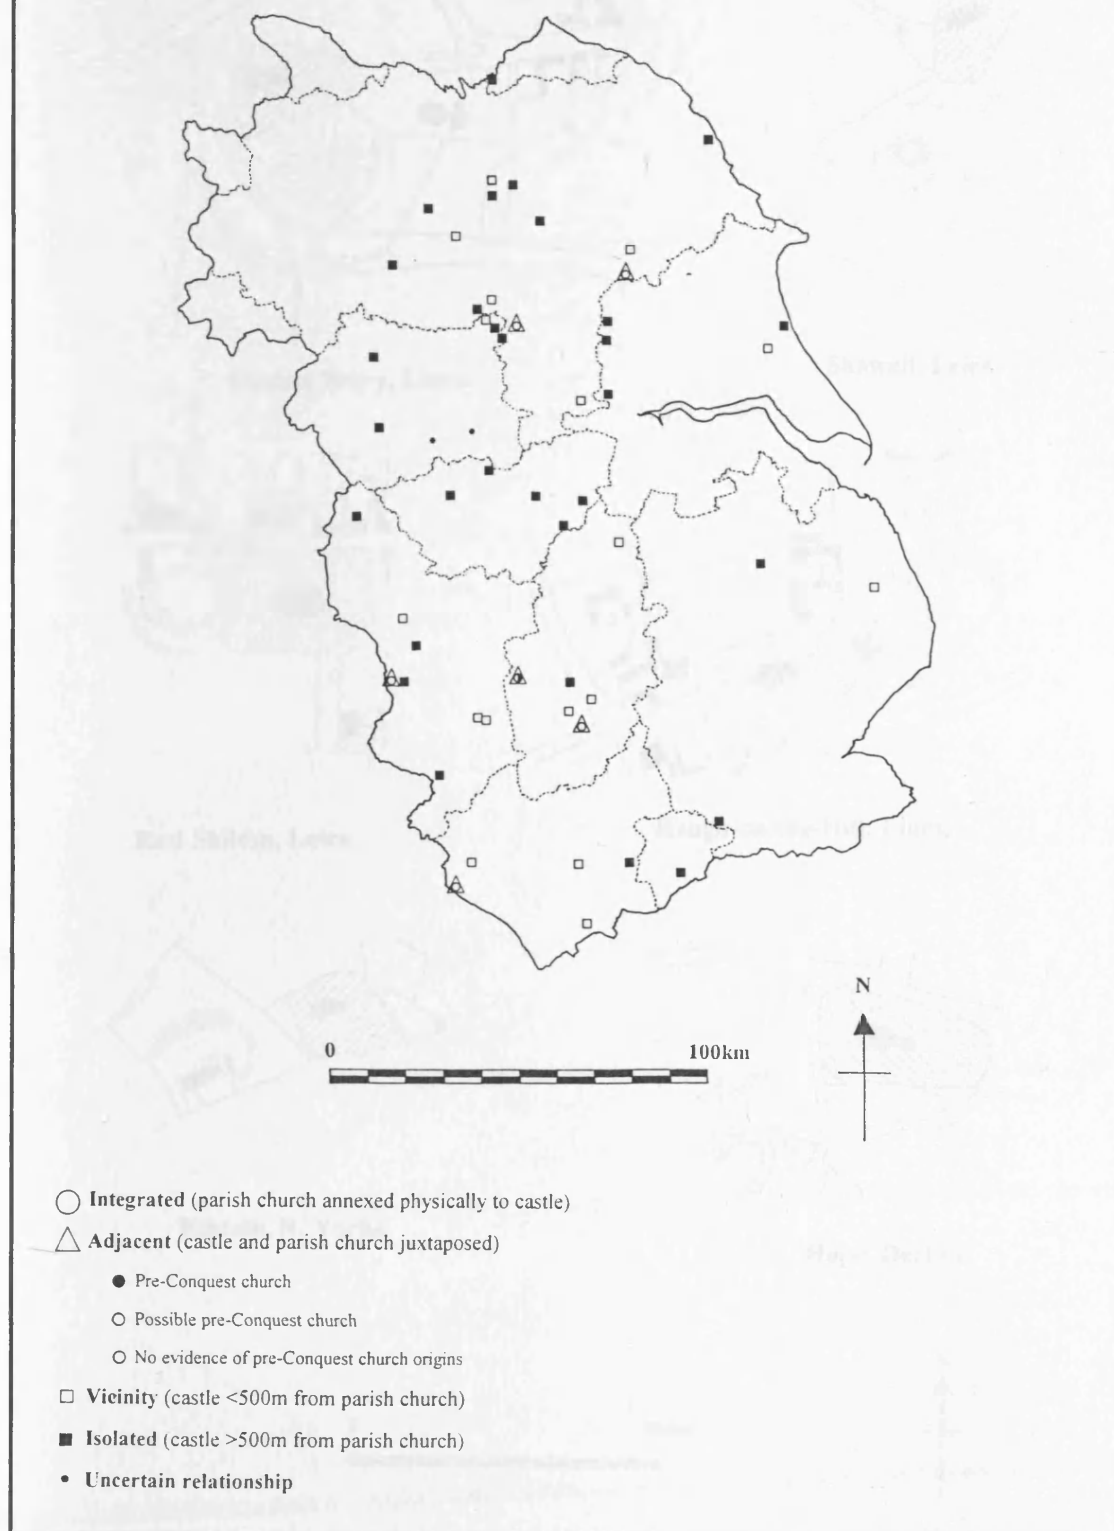 N
0 100km
Integrated (parish church annexed physically to castle)
Adjacent (castle and parish church juxtaposed)
Pre-Conquest church
Possible pre-Conquest church
No evidence of pre-Conquest church origins
Vicinity (castle <500m from parish church)
Isolated (castle >500m from parish church)
Uncertain relationship